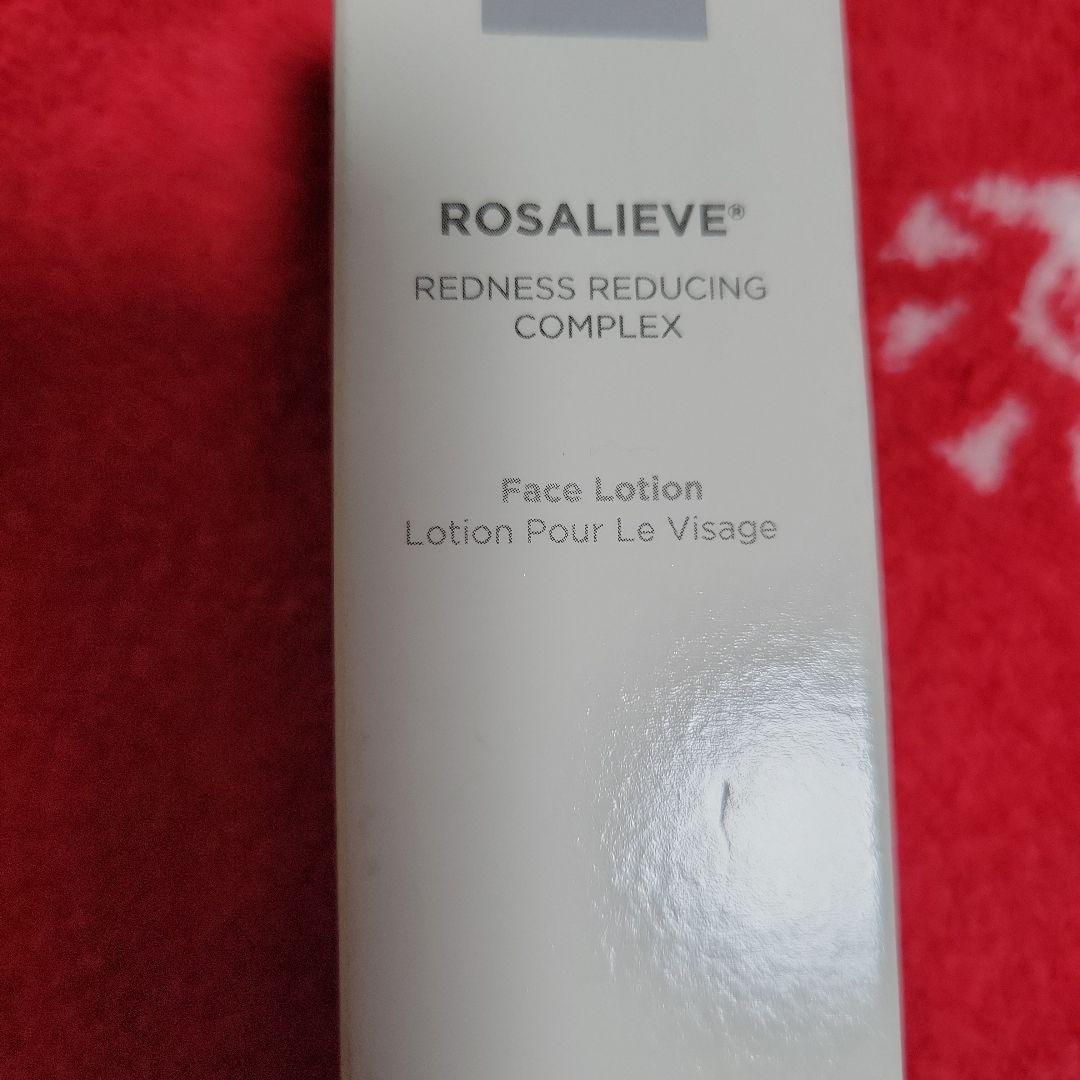 ROSALIEVE®
REDNESS REDUCING
COMPLEX
Face Lotion
Lotion Pour Le Visage